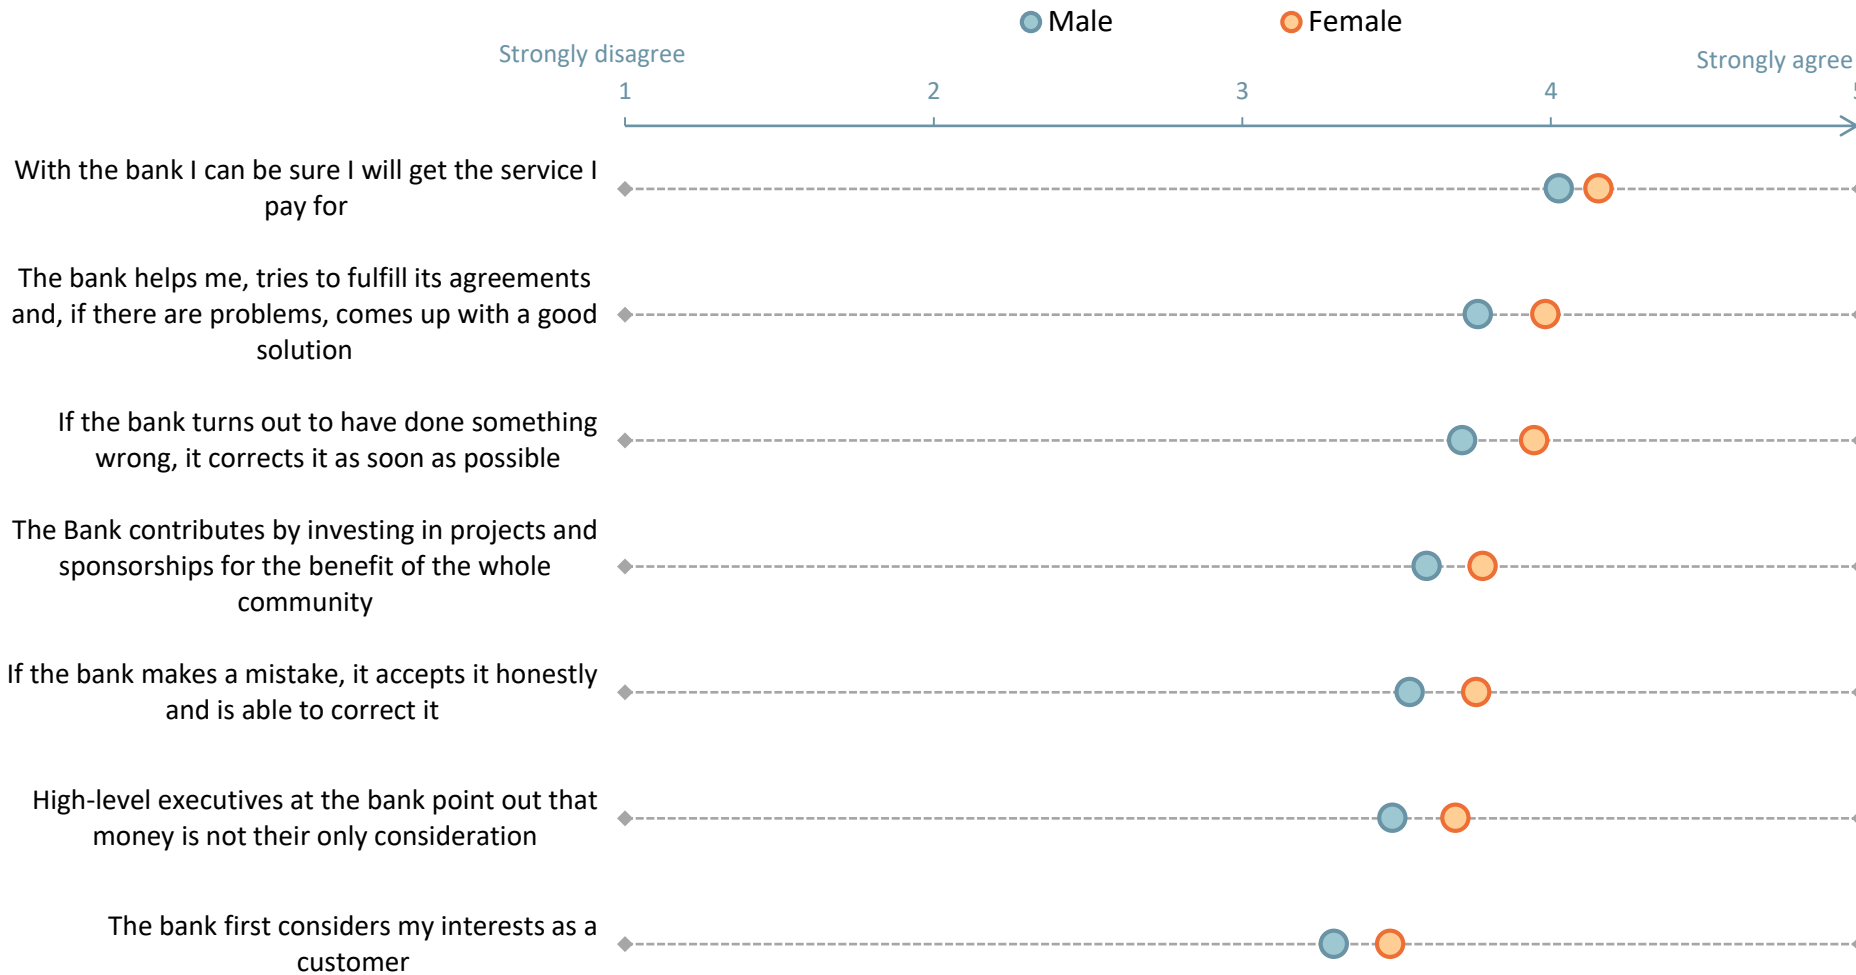 Male
Female
Strongly disagree
Strongly agree
1
2
3
4
With the bank I can be sure I will get the service I
pay for
The bank helps me, tries to fulfill its agreements
and, if there are problems, comes up with a good
solution
If the bank turns out to have done something
wrong, it corrects it as soon as possible
The Bank contributes by investing in projects and
sponsorships for the benefit of the whole
community
If the bank makes a mistake, it accepts it honestly
and is able to correct it
High-level executives at the bank point out that
money is not their only consideration
The bank first considers my interests as a
customer